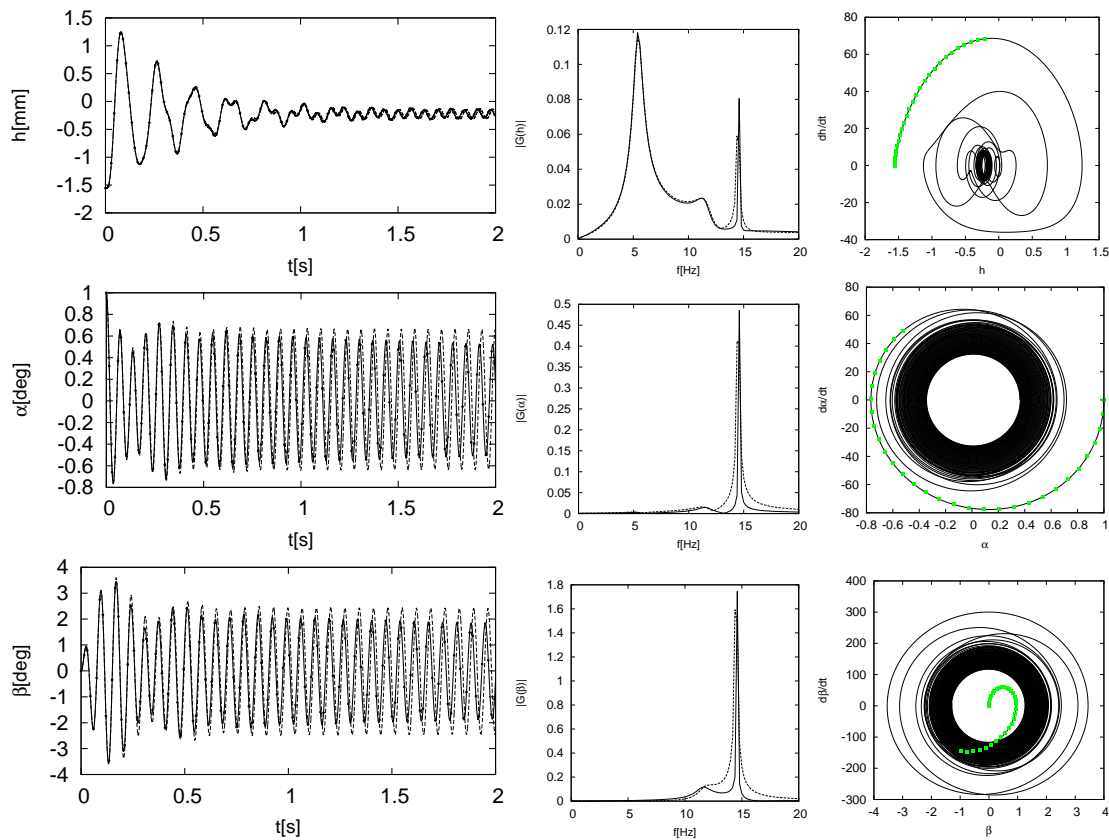 h[mm]
1.5
1
0.5
0
-0.5
-1
-1.5
-2
0 0.5 1 1.5 2
t[s]
|G(h)|
0.12
0.1
0.08
0.06
0.04
0.02
0
0 5 10 15 20
f[Hz]
dh/dt
80
60
40
20
0
-20
-40
-2 -1.5 -1 -0.5 0 0.5 1 1.5
h
α[deg]
1
0.8
0.6
0.4
0.2
0
-0.2
-0.4
-0.6
-0.8
0 0.5 1 1.5 2
t[s]
|G(α)|
0.5
0.45
0.4
0.35
0.3
0.25
0.2
0.15
0.1
0.05
0
0 5 10 15 20
f[Hz]
dα/dt
80
60
40
20
0
-20
-40
-60
-80
-0.8 -0.6 -0.4 -0.2 0 0.2 0.4 0.6 0.8 1
α
β[deg]
4
3
2
1
0
-1
-2
-3
-4
0 0.5 1 1.5 2
t[s]
|G(β)|
1.8
1.6
1.4
1.2
1
0.8
0.6
0.4
0.2
0
0 5 10 15 20
f[Hz]
dβ/dt
400
300
200
100
0
-100
-200
-300
-4 -3 -2 -1 0 1 2 3 4
β